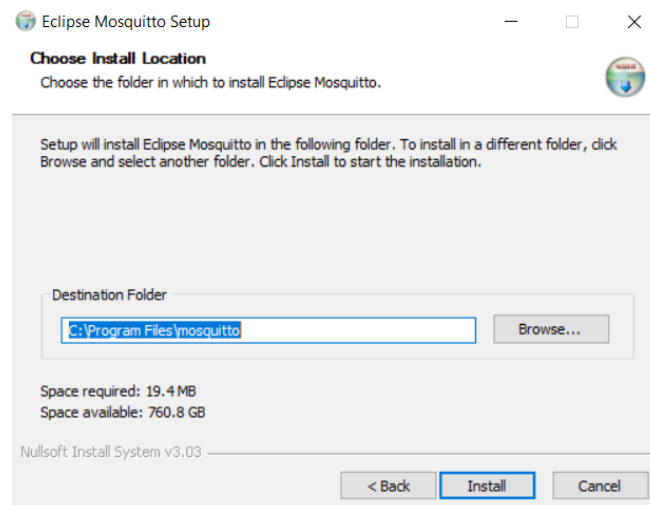 Eclipse Mosquitto Setup
Choose Install Location
Choose the folder in which to install Eclipse Mosquitto.
Setup will install Eclipse Mosquitto in the following folder. To install in a different folder, click
Browse and select another folder. Click Install to start the installation.
Destination Folder
C:\Program Files\mosquitto
Browse...
Space required: 19.4 MB
Space available: 760.8 GB
Nullsoft Install System v3.03
< Back
Install
Cancel